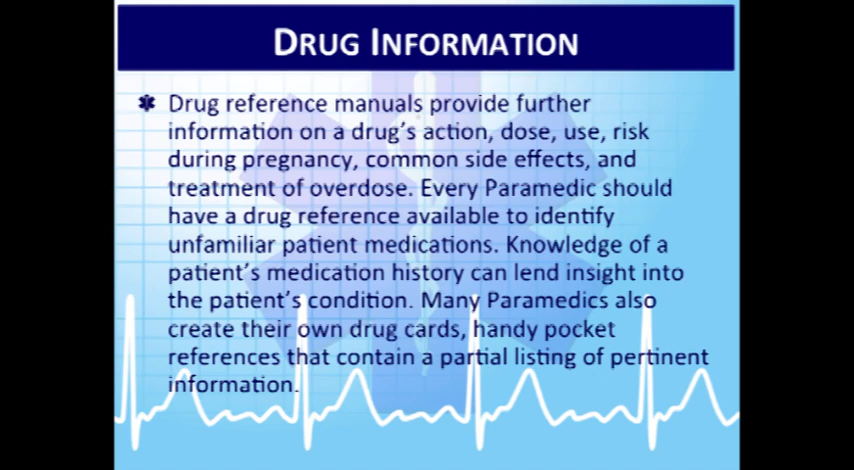 DRUG INFORMATION
Drug reference manuals provide further
information on a drug's action, dose, use, risk
during pregnancy, common side effects, and
treatment of overdose. Every Paramedic should
have a drug reference available to identify
unfamiliar patient medications. Knowledge of a
patient's medication history can lend insight into
the patient's condition. Many Paramedics also
create their own drug cards, handy pocket
references that contain a partial listing of pertinent
information.